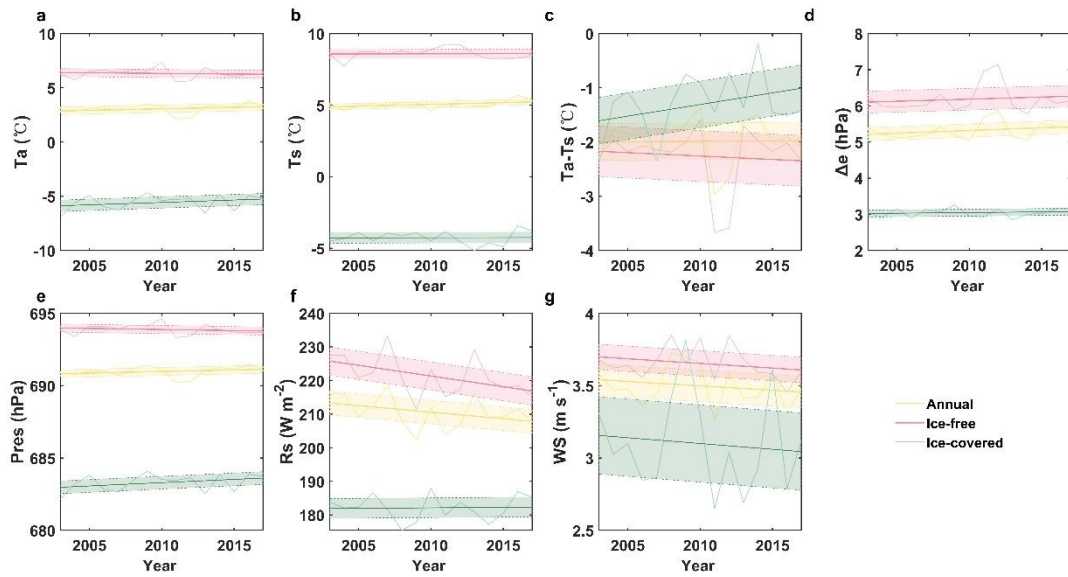 a
b
c
d
10
5
0
-5
-10
Ta (℃)
2005
2010
2015
Year
10
5
0
-5
Ts (℃)
2005
2010
2015
Year
0
-1
-2
-3
-4
Ta-Ts (℃)
2005
2010
2015
Year
8
7
6
5
4
3
2
Δe (hPa)
2005
2010
2015
Year
e
f
g
695
690
685
680
Pres (hPa)
2005
2010
2015
Year
240
230
220
210
200
190
180
Rs (W m-2)
2005
2010
2015
Year
4
3.5
3
2.5
WS (m s-1)
2005
2010
2015
Year
Annual
Ice-free
Ice-covered